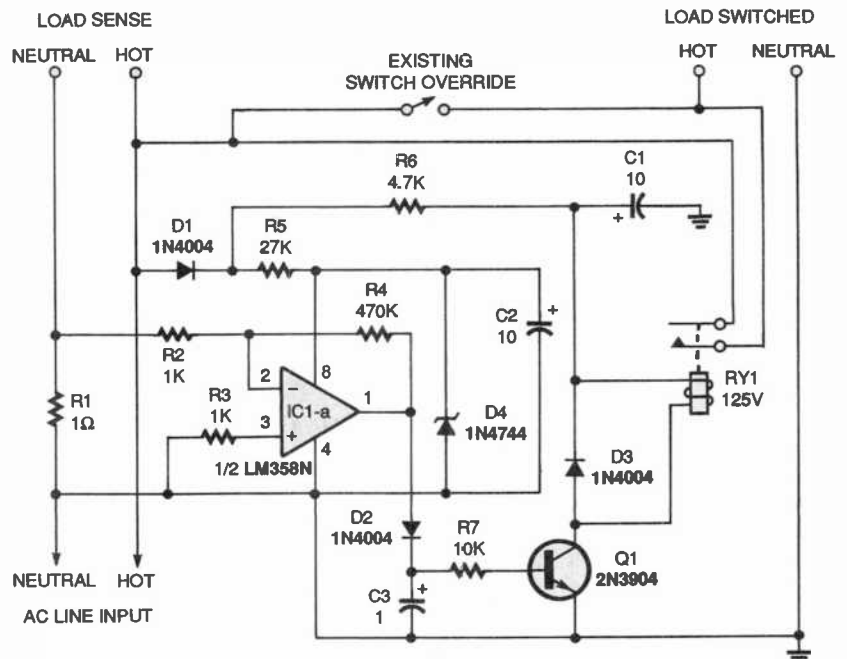 LOAD SENSE
NEUTRAL HOT
LOAD SWITCHED
HOT NEUTRAL
EXISTING
SWITCH OVERRIDE
R6
4.7K
C1
10
+
D1
1N4004
R5
27K
R4
470K
C2
10
+
R2
1K
R1
1Ω
R3
1K
2
8
−
IC1-a
1
3
+
4
1/2 LM358N
D4
1N4744
RY1
125V
D3
1N4004
D2
1N4004
R7
10K
Q1
2N3904
C3
1
+
NEUTRAL HOT
AC LINE INPUT